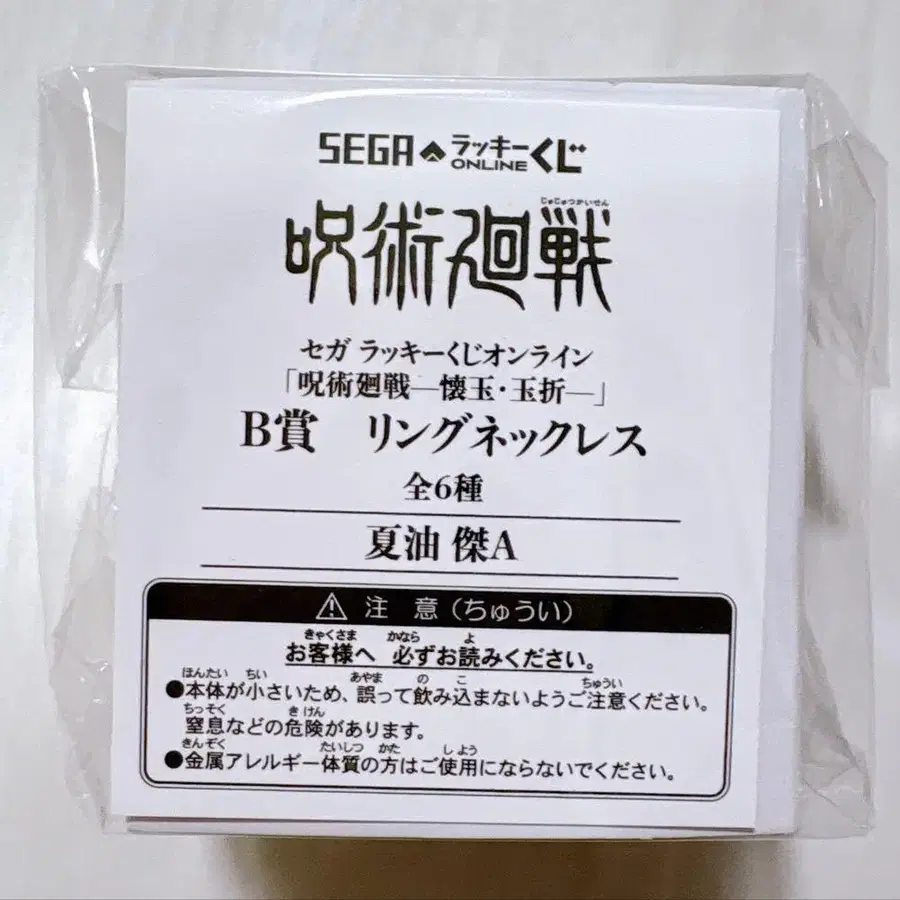 SEGA ラッキーくじ ONLINE
じゅじゅつかいせん
呪術廻戦
セガ ラッキーくじオンライン
「呪術廻戦―懐玉・玉折―」
B賞 リングネックレス
全6種
夏油 傑A
⚠ 注 意(ちゅうい)
きゃくさま かなら よ
お客様へ 必ずお読みください。
ほんたい ちい あやま の こ ちゅうい
●本体が小さいため、誤って飲み込まないようご注意ください。
ちっそく きけん
窒息などの危険があります。
きんぞく たいしつ かた しよう
●金属アレルギー体質の方はご使用にならないでください。